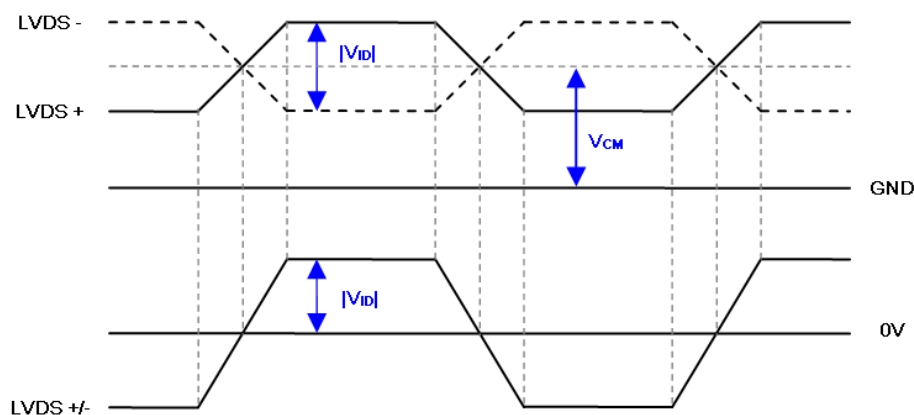 LVDS -
|VID|
LVDS +
VCM
GND
|VID|
0V
LVDS +/-